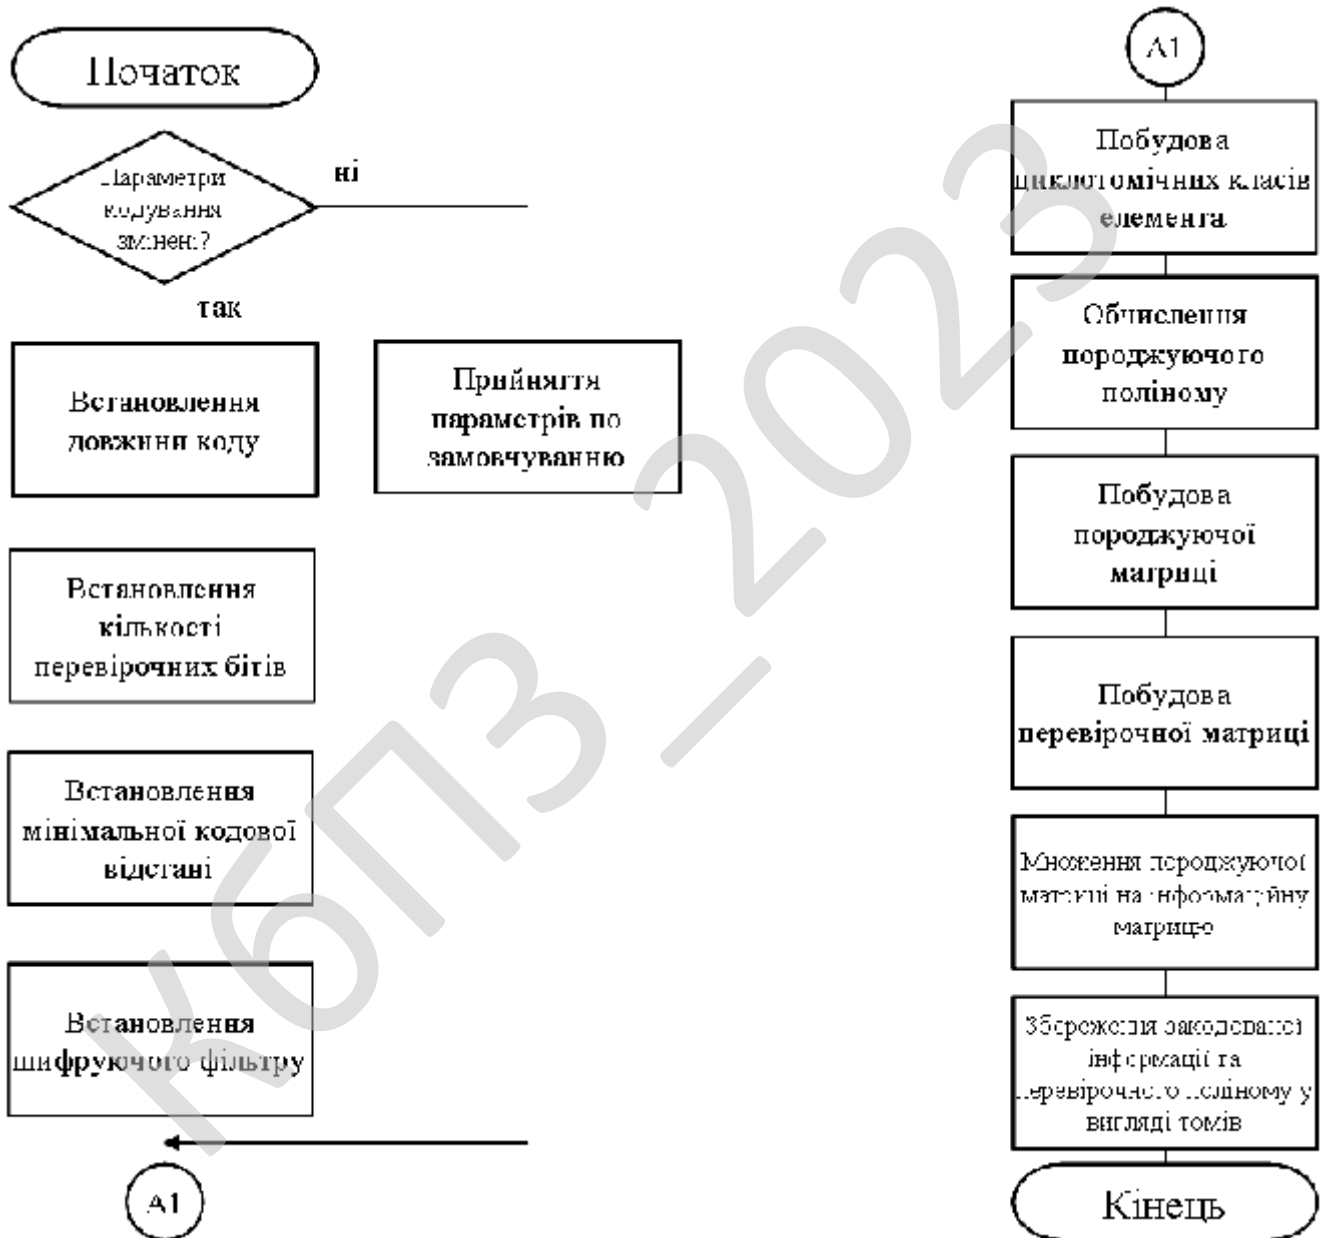 Початок
Параметри
кодування
змінені?
ні
так
Встановлення
довжини коду
Прийняття
параметрів по
замовчуванню
Встановлення
кількості
перевірочних бітів
Встановлення
мінімальної кодової
відстані
Встановлення
шифруючого фільтру
А1
А1
Побудова
циклотомічних класів
елемента
Обчислення
породжуючого
поліному
Побудова
породжуючої
матриці
Побудова
перевірочної матриці
Множення породжуючої
матриці на інформаційну
матрицю
Збереження закодованої
інформації та
перевірочного поліному у
вигляді томів
Кінець
КбПЗ_2023